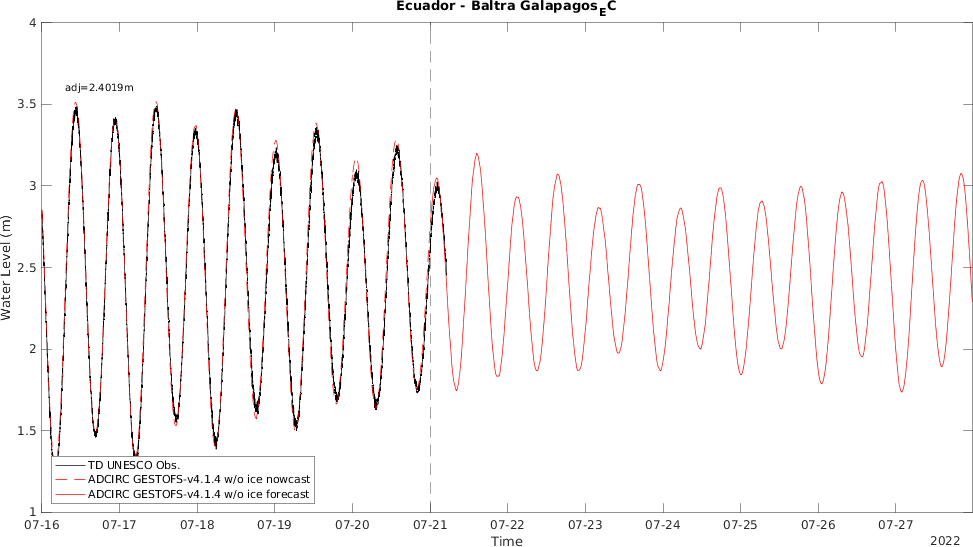 Ecuador - Baltra GalapagosEC
4
adj=2.4019m
3.5
3
2.5
Water Level (m)
2
1.5
TD UNESCO Obs.
ADCIRC GESTOFS-v4.1.4 w/o ice nowcast
ADCIRC GESTOFS-v4.1.4 w/o ice forecast
1
07-16 07-17 07-18 07-19 07-20 07-21 07-22 07-23 07-24 07-25 07-26 07-27
Time
2022